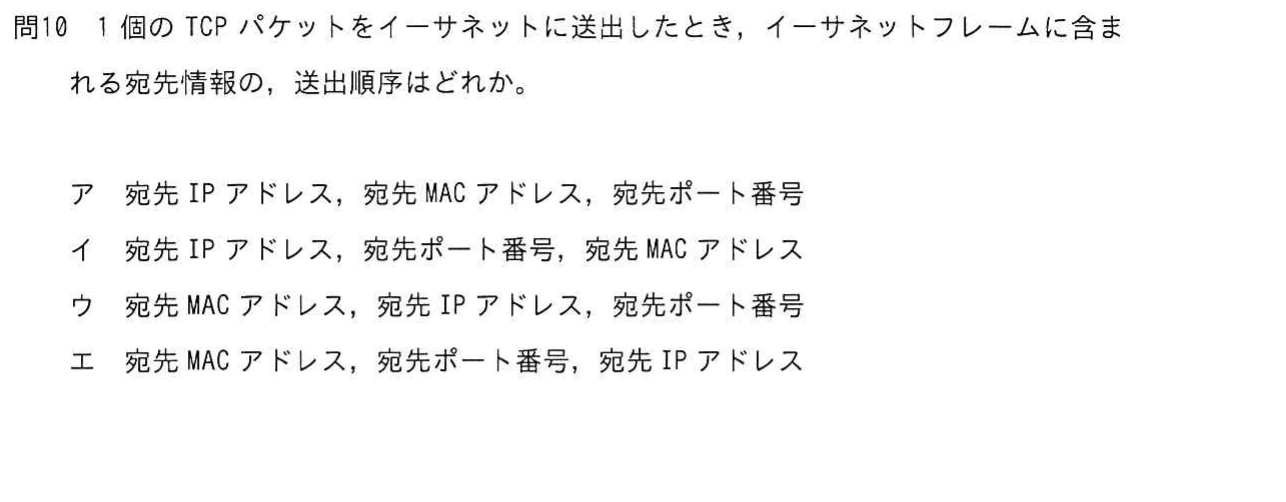 問10　1 個の TCP パケットをイーサネットに送出したとき，イーサネットフレームに含ま
れる宛先情報の，送出順序はどれか。
ア　宛先 IP アドレス，宛先 MAC アドレス，宛先ポート番号
イ　宛先 IP アドレス，宛先ポート番号，宛先 MAC アドレス
ウ　宛先 MAC アドレス，宛先 IP アドレス，宛先ポート番号
エ　宛先 MAC アドレス，宛先ポート番号，宛先 IP アドレス